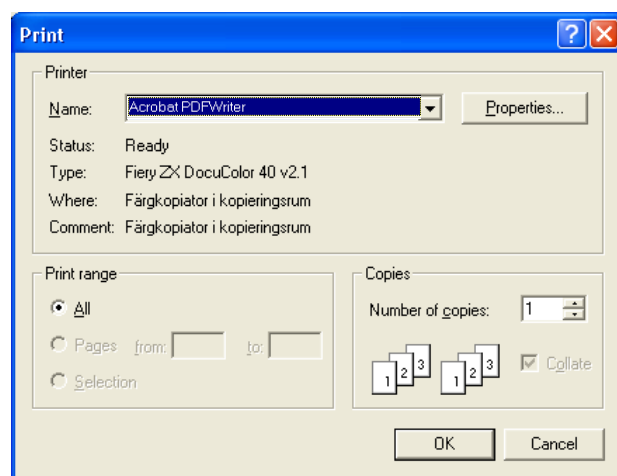 Print
Printer
Name: Acrobat PDFWriter Properties...
Status: Ready
Type: Fiery ZX DocuColor 40 v2.1
Where: Färgkopiator i kopieringsrum
Comment: Färgkopiator i kopieringsrum
Print range
All
Pages from: to:
Selection
Copies
Number of copies: 1
1 2 3 1 2 3
Collate
OK Cancel